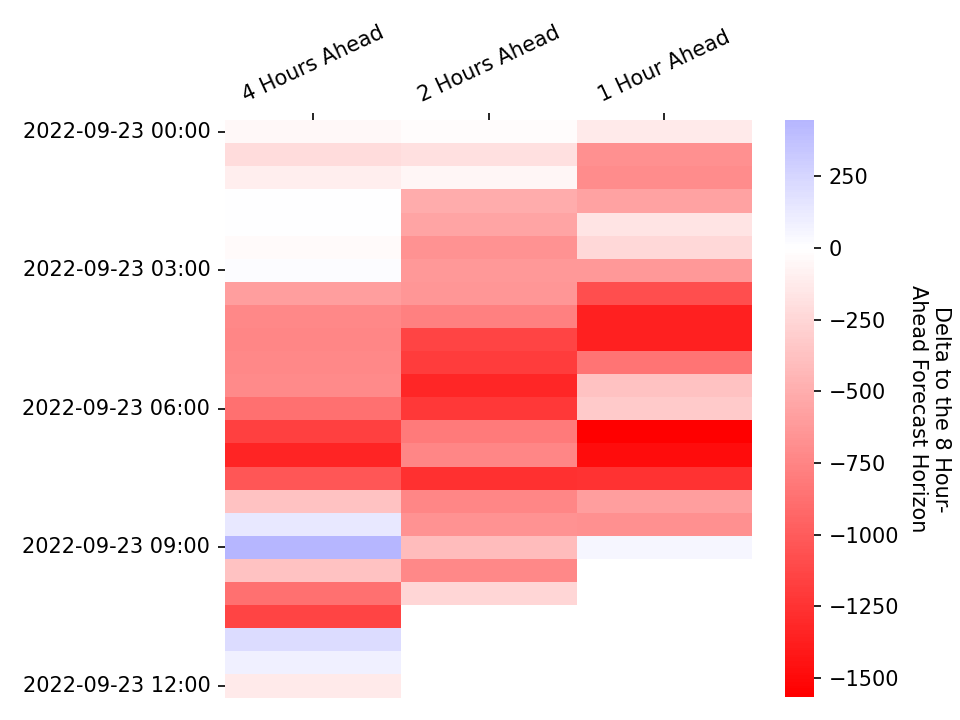 4 Hours Ahead
2 Hours Ahead
1 Hour Ahead
2022-09-23 00:00
2022-09-23 03:00
2022-09-23 06:00
2022-09-23 09:00
2022-09-23 12:00
250
0
−250
−500
−750
−1000
−1250
−1500
Delta to the 8 Hour-
Ahead Forecast Horizon